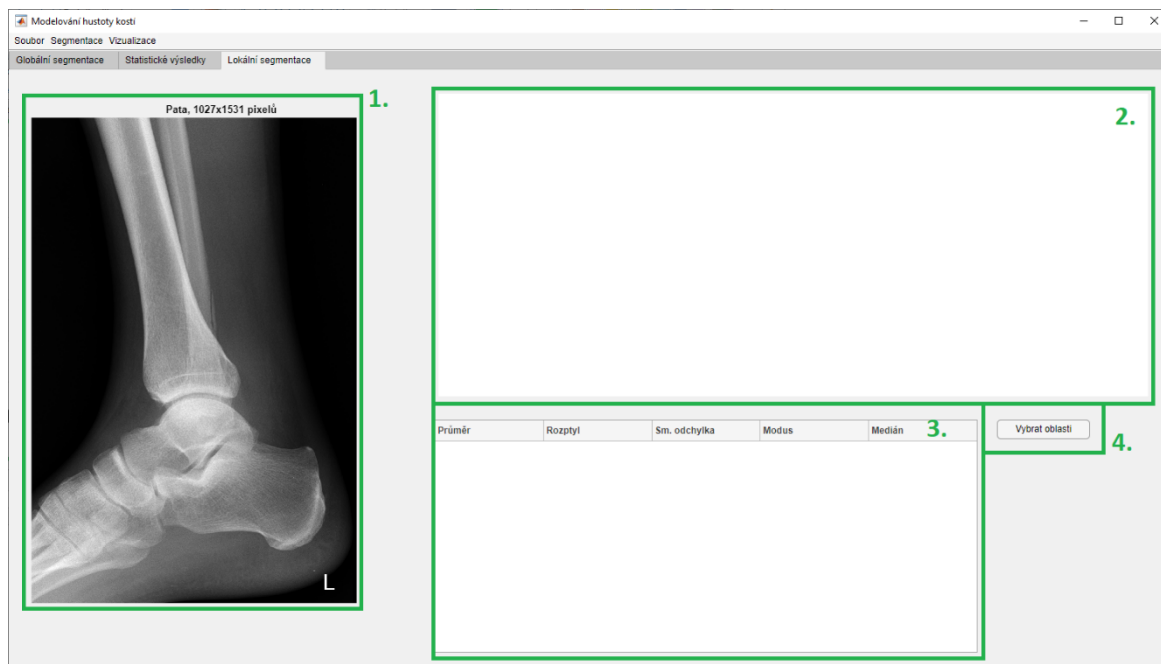 Modelování hustoty kostí
Soubor Segmentace Vizualizace
Globální segmentace Statistické výsledky Lokální segmentace
1.
Pata, 1027x1531 pixelů
2.
Průměr Rozptyl Sm. odchylka Modus Medián
3.
Vybrat oblasti
4.
L